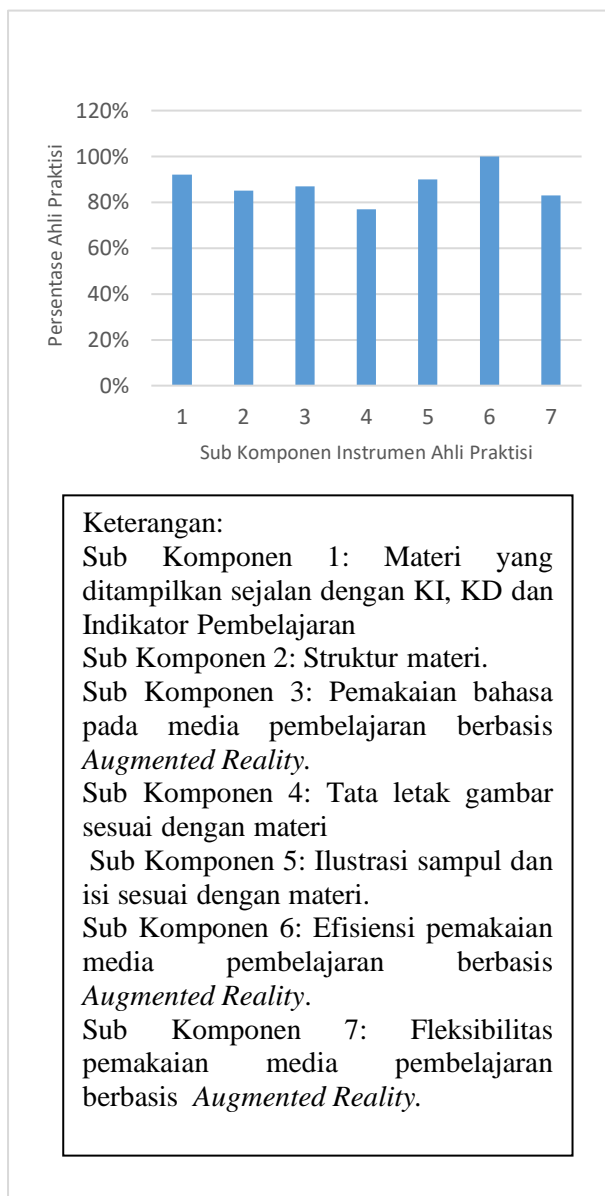 120%
100%
80%
60%
40%
20%
0%
Persentase Ahli Praktisi
1 2 3 4 5 6 7
Sub Komponen Instrumen Ahli Praktisi
Keterangan:
Sub Komponen 1: Materi yang
ditampilkan sejalan dengan KI, KD dan
Indikator Pembelajaran
Sub Komponen 2: Struktur materi.
Sub Komponen 3: Pemakaian bahasa
pada media pembelajaran berbasis
Augmented Reality.
Sub Komponen 4: Tata letak gambar
sesuai dengan materi
Sub Komponen 5: Ilustrasi sampul dan
isi sesuai dengan materi.
Sub Komponen 6: Efisiensi pemakaian
media pembelajaran berbasis
Augmented Reality.
Sub Komponen 7: Fleksibilitas
pemakaian media pembelajaran
berbasis Augmented Reality.